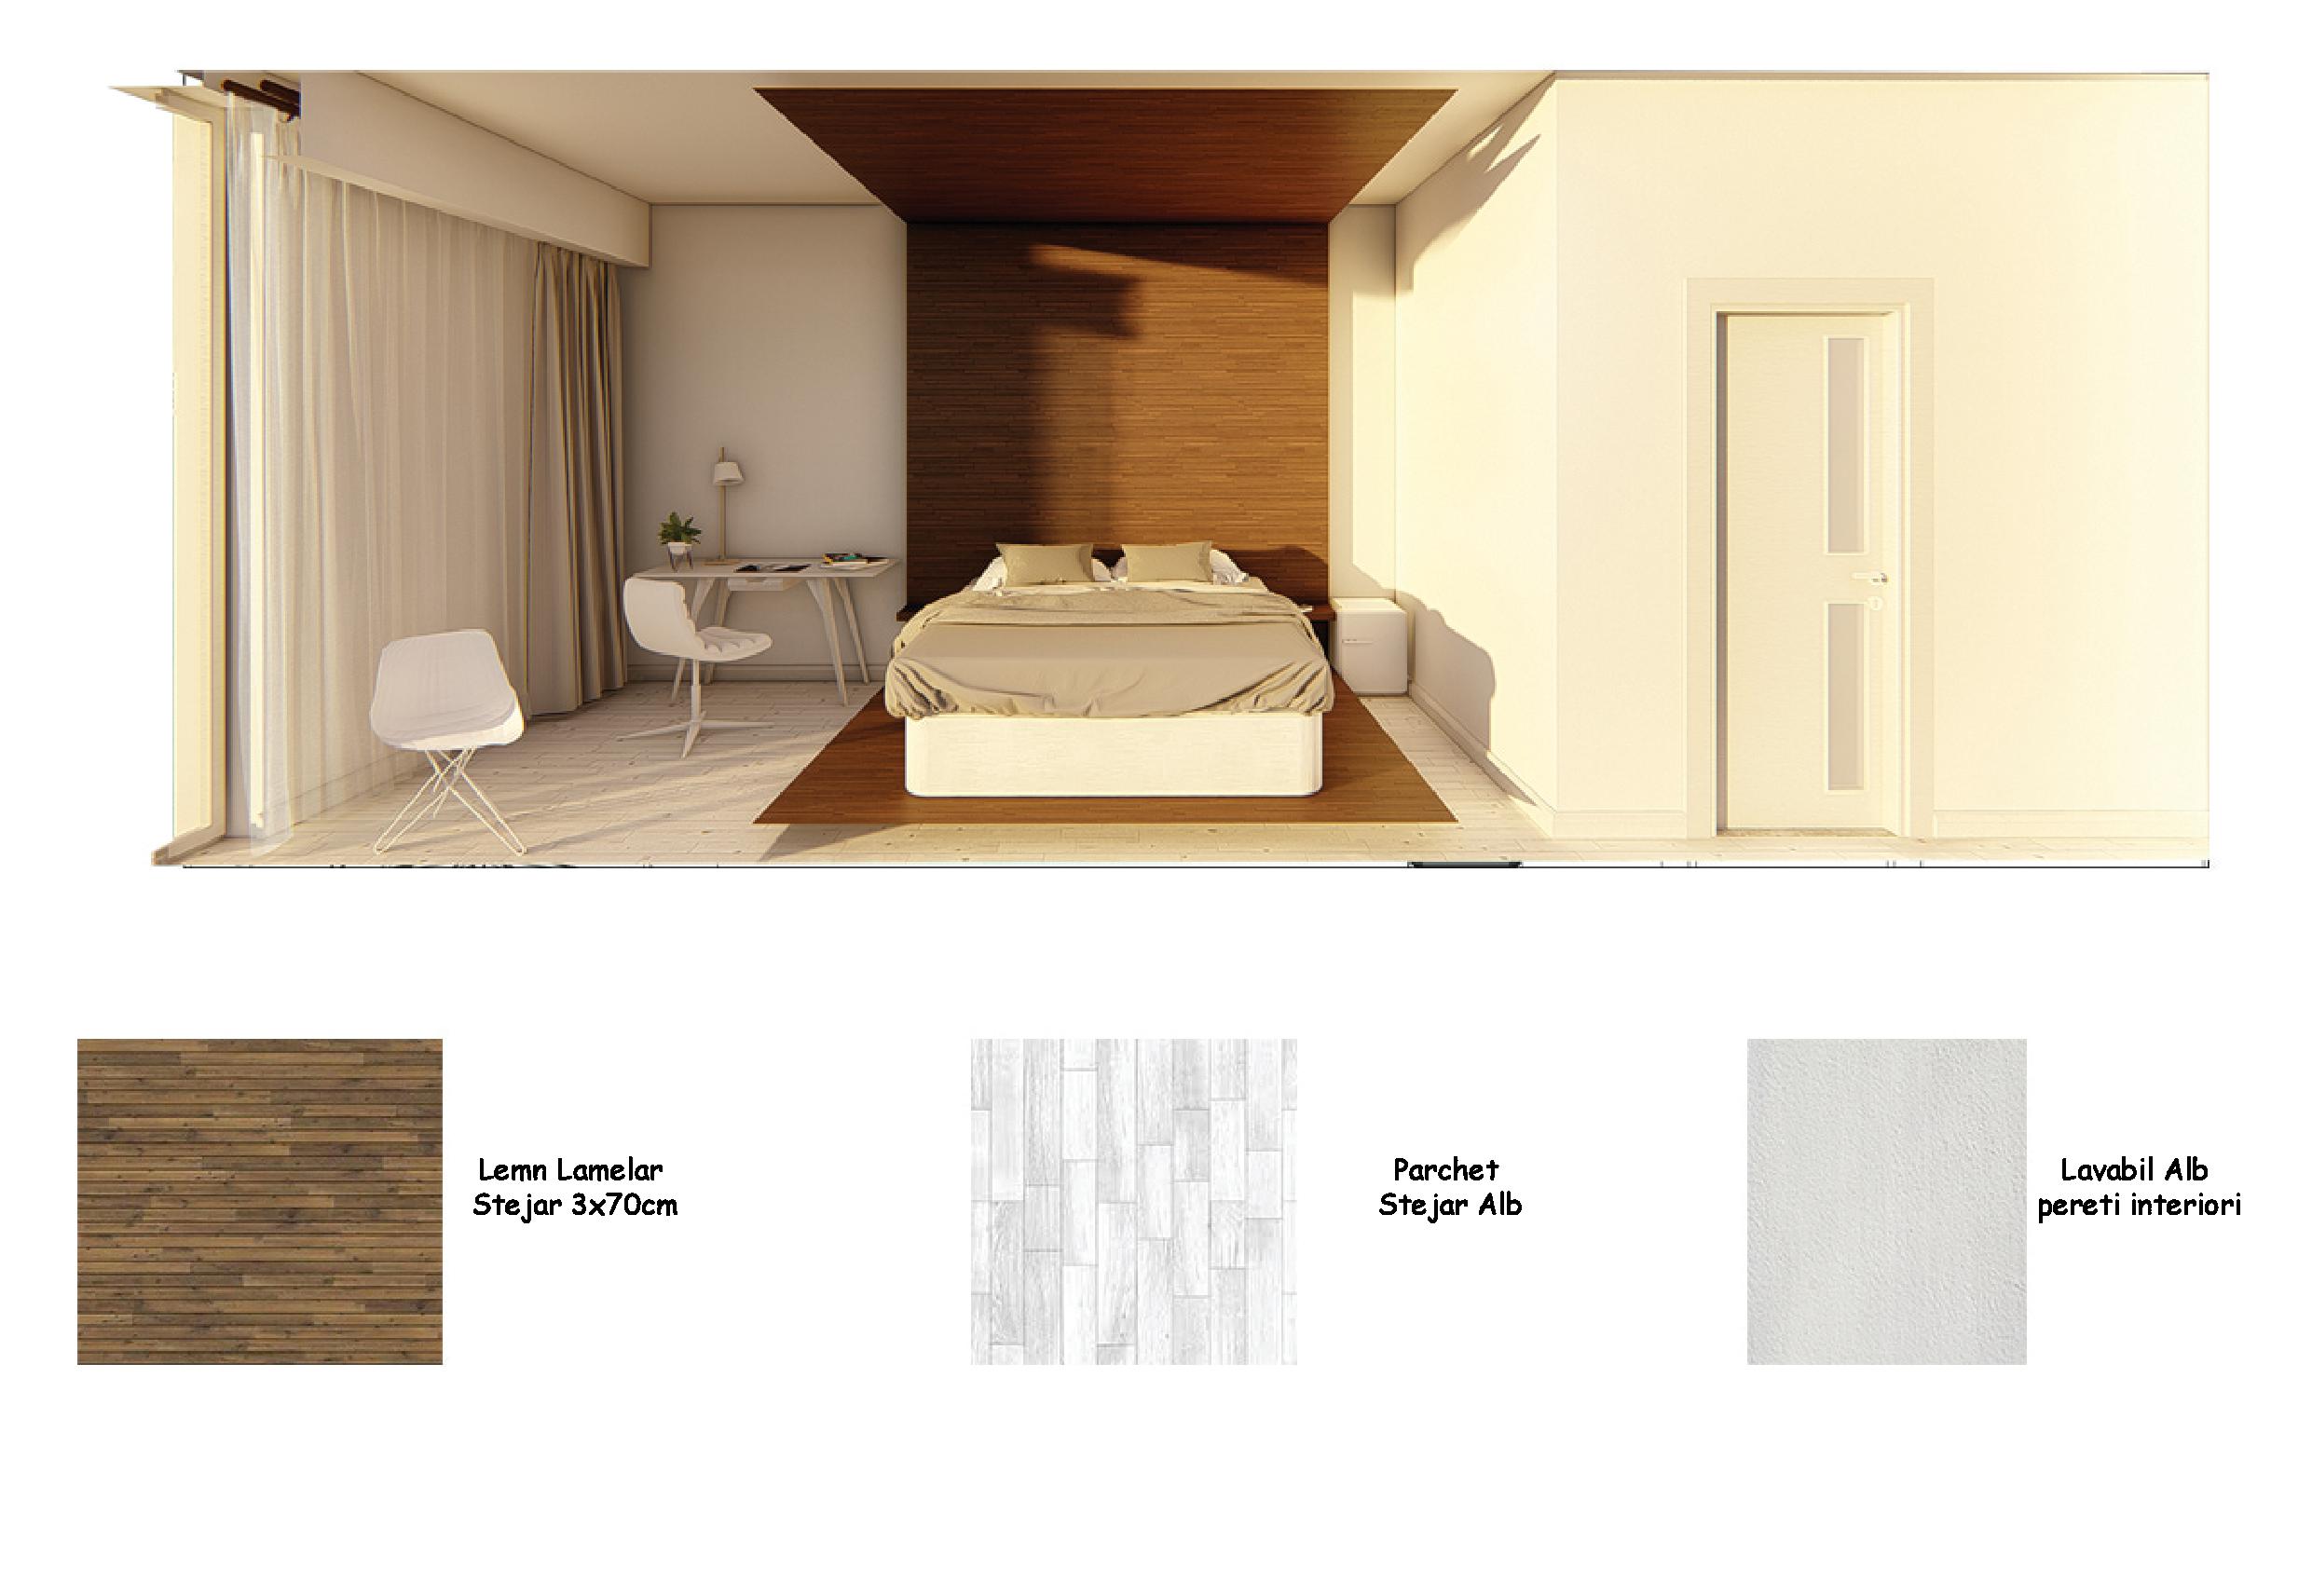 Lemn Lamelar
Stejar 3x70cm
Parchet
Stejar Alb
Lavabil Alb
pereti interiori